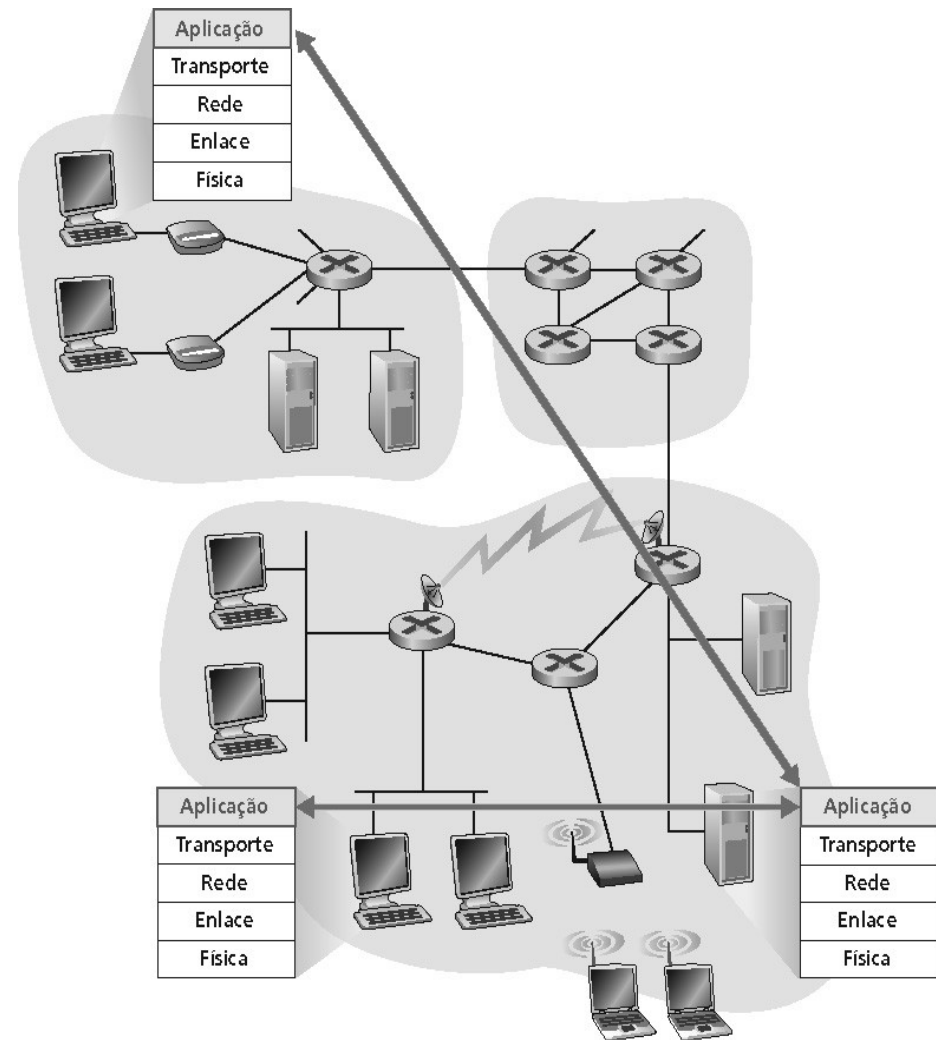 Aplicação
Transporte
Rede
Enlace
Física
Aplicação
Transporte
Rede
Enlace
Física
Aplicação
Transporte
Rede
Enlace
Física